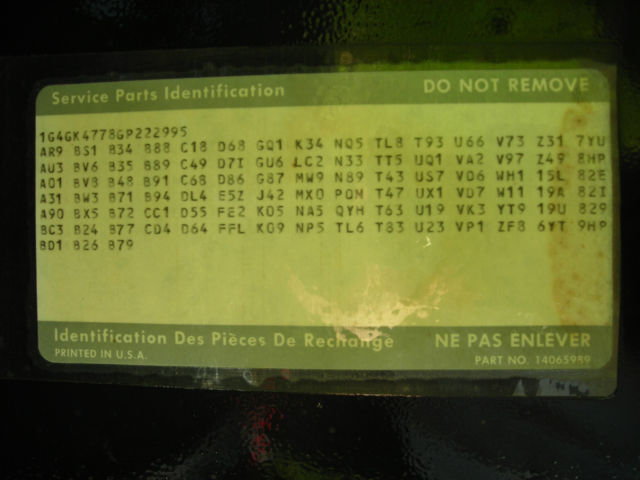 Service Parts Identification DO NOT REMOVE
1G4GK4778GP222995
AR9 BS1 B34 B88 C18 D68 GQ1 K34 NQ5 TL8 T93 U66 V73 Z31 7YU
AU3 BV6 B35 B89 C49 D7I GU6 LC2 N33 TT5 UQ1 VA2 V97 Z49 8HP
A01 BV8 B48 B91 C68 D86 G87 MW9 N89 T43 US7 VD6 WH1 15L 82E
A31 BW3 B71 B94 DL4 E5Z J42 MX0 PQN T47 UX1 VD7 W11 19A 82I
A90 BX5 B72 CC1 D55 FE2 K05 NA5 QYH T63 U19 VK3 YT9 19U 829
BC3 B24 B77 CD4 D64 FFL K09 NP5 TL6 T83 U23 VP1 ZF8 6YT 9HP
BD1 B26 B79
Identification Des Pièces De Rechange NE PAS ENLEVER
PRINTED IN U.S.A. PART NO. 14065989